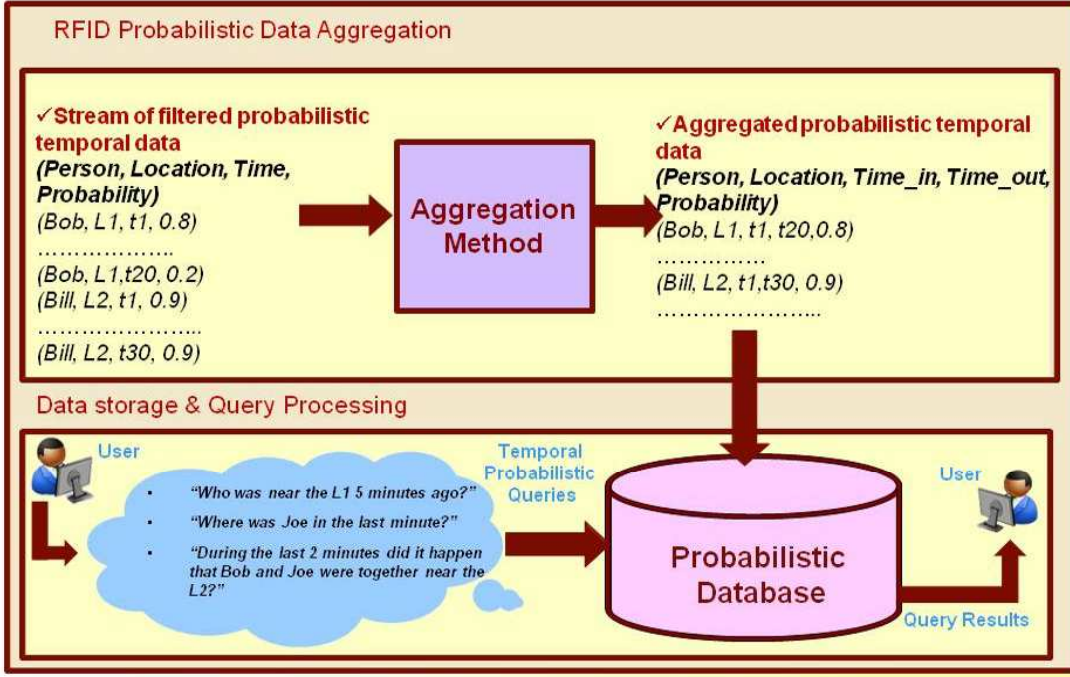 RFID Probabilistic Data Aggregation
✓Stream of filtered probabilistic
temporal data
(Person, Location, Time,
Probability)
(Bob, L1, t1, 0.8)
……………….
(Bob, L1,t20, 0.2)
(Bill, L2, t1, 0.9)
…………………..
(Bill, L2, t30, 0.9)
Aggregation
Method
✓Aggregated probabilistic temporal
data
(Person, Location, Time_in, Time_out,
Probability)
(Bob, L1, t1, t20,0.8)
……………
(Bill, L2, t1,t30, 0.9)
…………………..
Data storage & Query Processing
User
• “Who was near the L1 5 minutes ago?”
• “Where was Joe in the last minute?”
• “During the last 2 minutes did it happen
that Bob and Joe were together near the
L2?”
Temporal
Probabilistic
Queries
Probabilistic
Database
User
Query Results